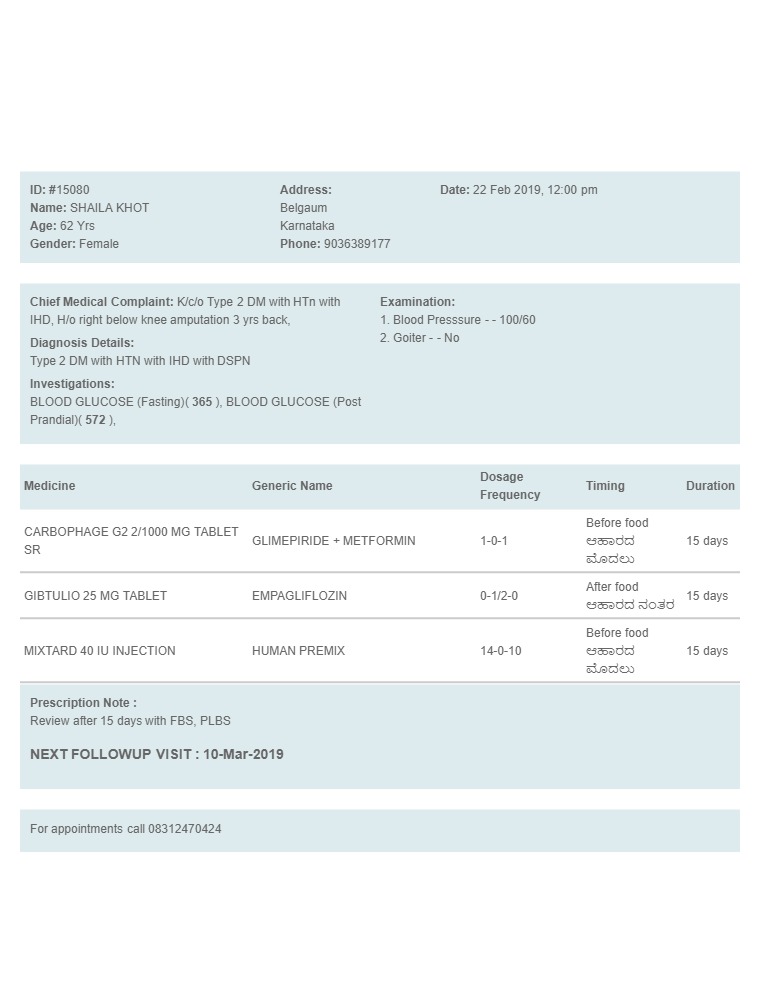 ID: #15080
Name: SHAILA KHOT
Age: 62 Yrs
Gender: Female
Address:
Belgaum
Karnataka
Phone: 9036389177
Date: 22 Feb 2019, 12:00 pm
Chief Medical Complaint: K/c/o Type 2 DM with HTn with
IHD, H/o right below knee amputation 3 yrs back,
Diagnosis Details:
Type 2 DM with HTN with IHD with DSPN
Investigations:
BLOOD GLUCOSE (Fasting)( 365 ), BLOOD GLUCOSE (Post
Prandial)( 572 ),
Examination:
1. Blood Presssure - - 100/60
2. Goiter - - No
Medicine Generic Name Dosage Frequency Timing Duration
CARBOPHAGE G2 2/1000 MG TABLET
SR
GLIMEPIRIDE + METFORMIN
1-0-1
Before food
ಆಹಾರದ
ಮೊದಲು
15 days
GIBTULIO 25 MG TABLET
EMPAGLIFLOZIN
0-1/2-0
After food
ಆಹಾರದ ನಂತರ
15 days
MIXTARD 40 IU INJECTION
HUMAN PREMIX
14-0-10
Before food
ಆಹಾರದ
ಮೊದಲು
15 days
Prescription Note :
Review after 15 days with FBS, PLBS
NEXT FOLLOWUP VISIT : 10-Mar-2019
For appointments call 08312470424